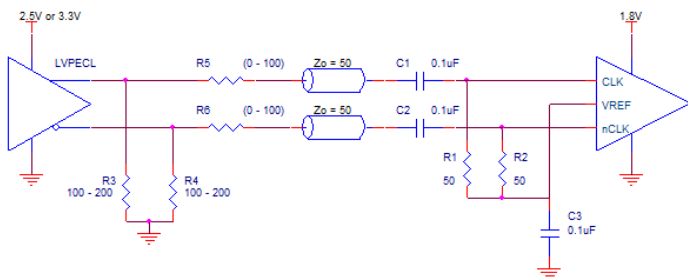 2.5V or 3.3V
1.8V
LVPECL
R5 (0 - 100) Zo = 50 C1 0.1uF
CLK
VREF
R6 (0 - 100) Zo = 50 C2 0.1uF
nCLK
R1 R2
50 50
R3 R4
100 - 200 100 - 200
C3
0.1uF